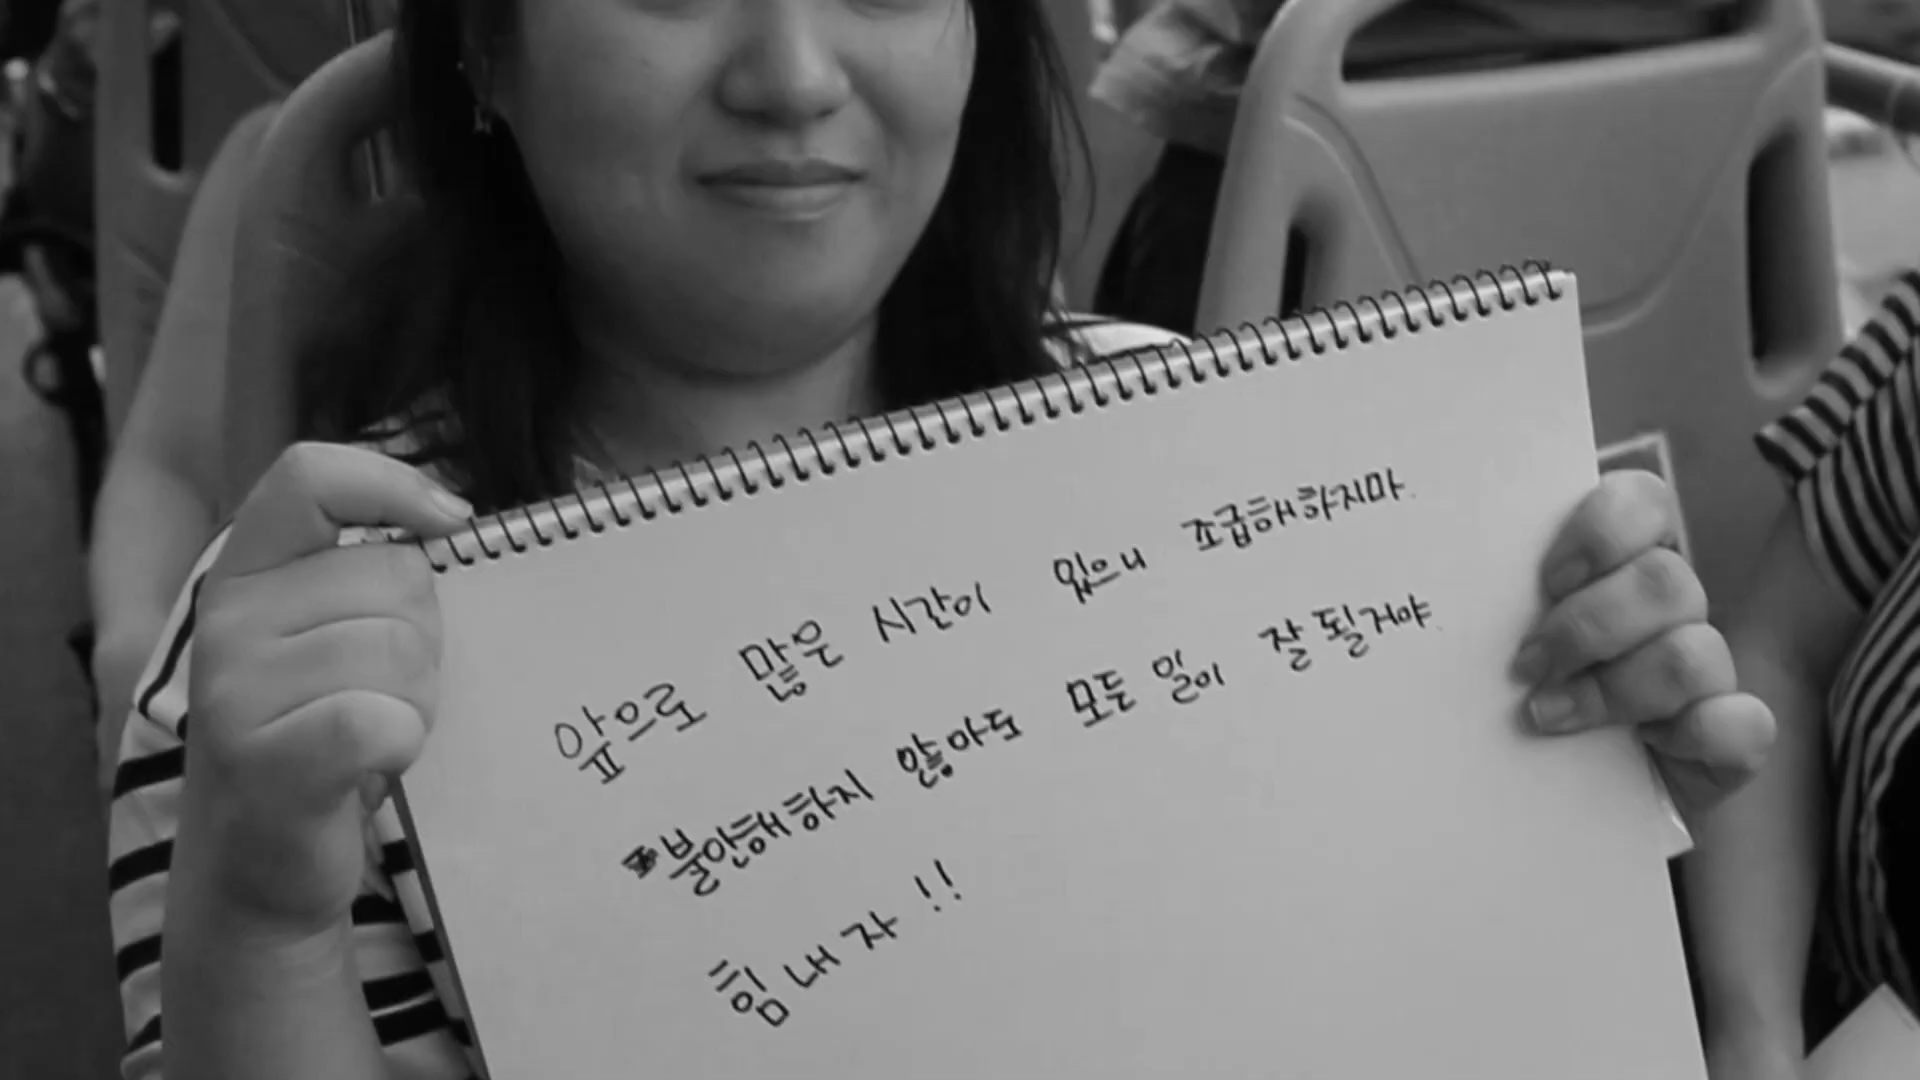 앞으로 많은 시간이 있으니 조급해하지마.
불안해하지 않아도 모든 일이 잘 될거야.
힘내자!!